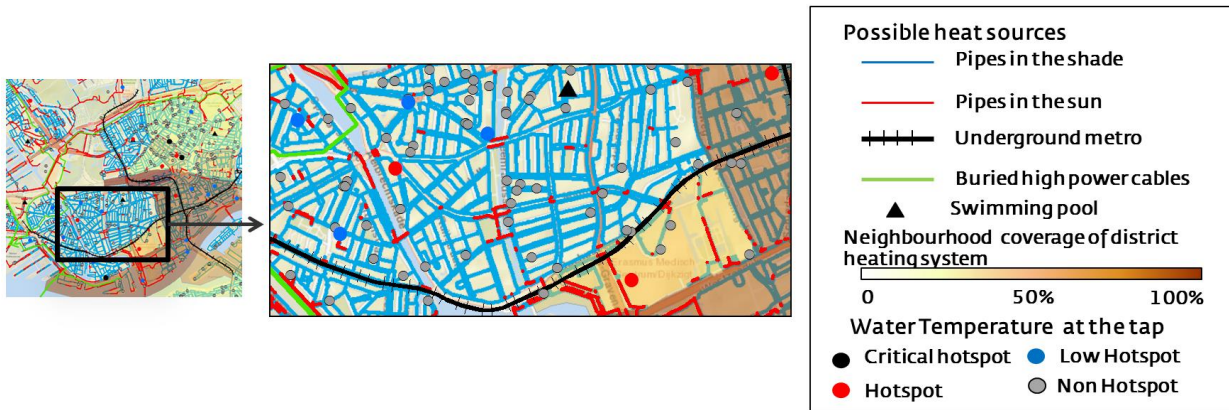 Possible heat sources
Pipes in the shade
Pipes in the sun
Underground metro
Buried high power cables
Swimming pool
Neighbourhood coverage of district
heating system
0 50% 100%
Water Temperature at the tap
Critical hotspot Low Hotspot
Hotspot Non Hotspot